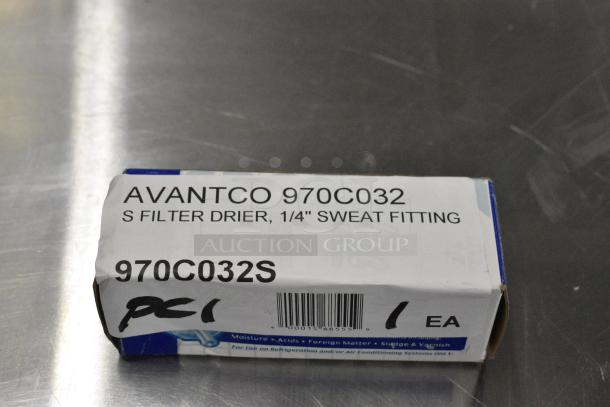 AVANTCO 970C032
S FILTER DRIER, 1/4" SWEAT FITTING
AUCTION GROUP
970C032S
PC1
1 EA
Moisture • Acids • Foreign Matter • Sludge & Varnish
For Use on Refrigeration and/or Air Conditioning Systems ONLY.